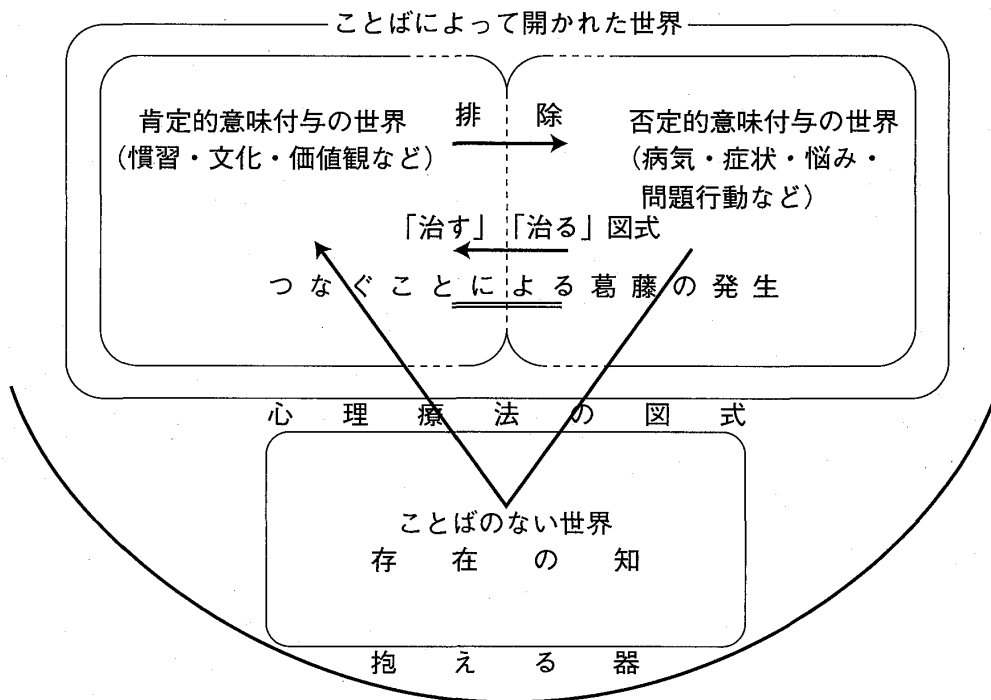 ことばによって開かれた世界
肯定的意味付与の世界
(慣習・文化・価値観など)
排 除
否定的意味付与の世界
(病気・症状・悩み・
問題行動など)
「治す」「治る」図式
つなぐことによる葛藤の発生
心理療法の図式
ことばのない世界
存在の知
抱える器